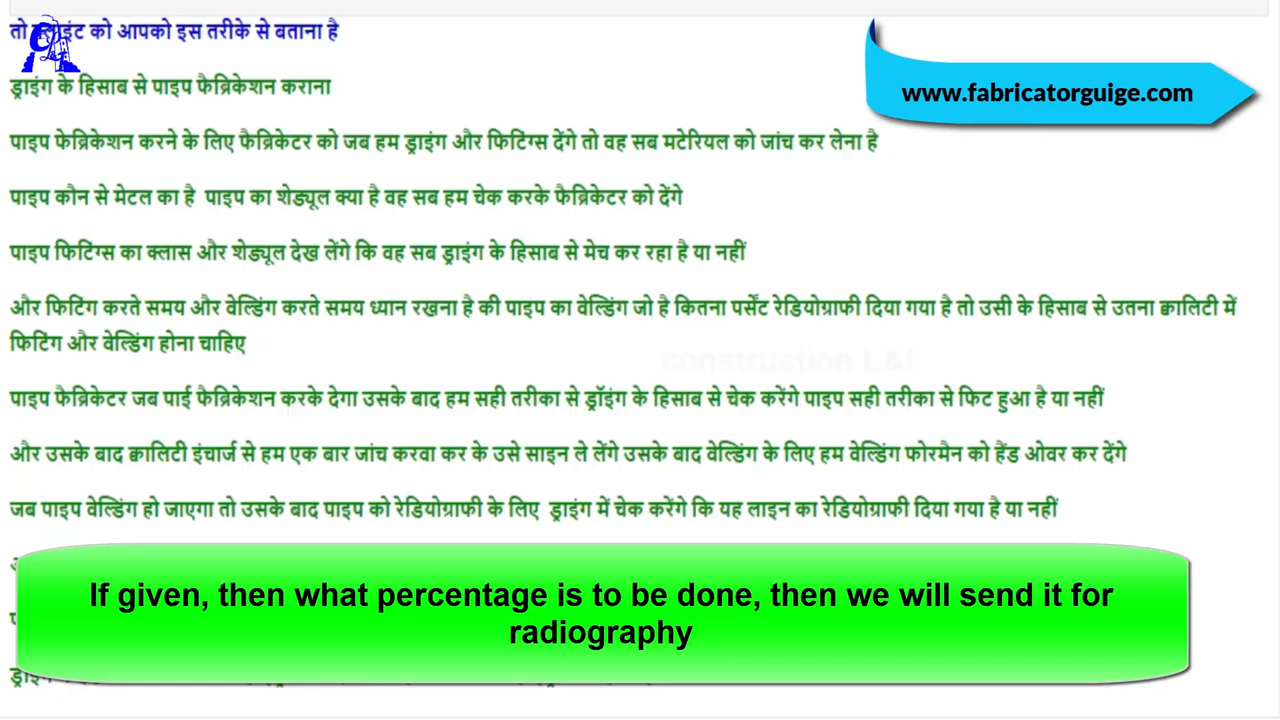 तो को आपको इस तरीके से बताना है
www.fabricatorguige.com
ड्राइंग के हिसाब से पाइप फैब्रिकेशन कराना
पाइप फेब्रिकेशन करने के लिए फैब्रिकेटर को जब हम ड्राइंग और फिटिंग्स देंगे तो वह सब मटेरियल को जांच कर लेना है
पाइप कौन से मेटल का है पाइप का शेड्यूल क्या है वह सब हम चेक करके फैब्रिकेटर को देंगे
पाइप फिटिंग्स का क्लास और शेड्यूल देख लेंगे कि वह सब ड्राइंग के हिसाब से मेच कर रहा है या नहीं
और फिटिंग करते समय और वेल्डिंग करते समय ध्यान रखना है की पाइप का वेल्डिंग जो है कितना पर्सेंट रेडियोग्राफी दिया गया है तो उसी के हिसाब से उतना क्वालिटी में
फिटिंग और वेल्डिंग होना चाहिए
construction L&T
पाइप फैब्रिकेटर जब पाई फैब्रिकेशन करके देगा उसके बाद हम सही तरीका से ड्रॉइंग के हिसाब से चेक करेंगे पाइप सही तरीका से फिट हुआ है या नहीं
और उसके बाद क्वालिटी इंचार्ज से हम एक बार जांच करवा कर के उसे साइन ले लेंगे उसके बाद वेल्डिंग के लिए हम वेल्डिंग फोरमैन को हैंड ओवर कर देंगे
जब पाइप वेल्डिंग हो जाएगा तो उसके बाद पाइप को रेडियोग्राफी के लिए ड्राइंग में चेक करेंगे कि यह लाइन का रेडियोग्राफी दिया गया है या नहीं
If given, then what percentage is to be done, then we will send it for
radiography